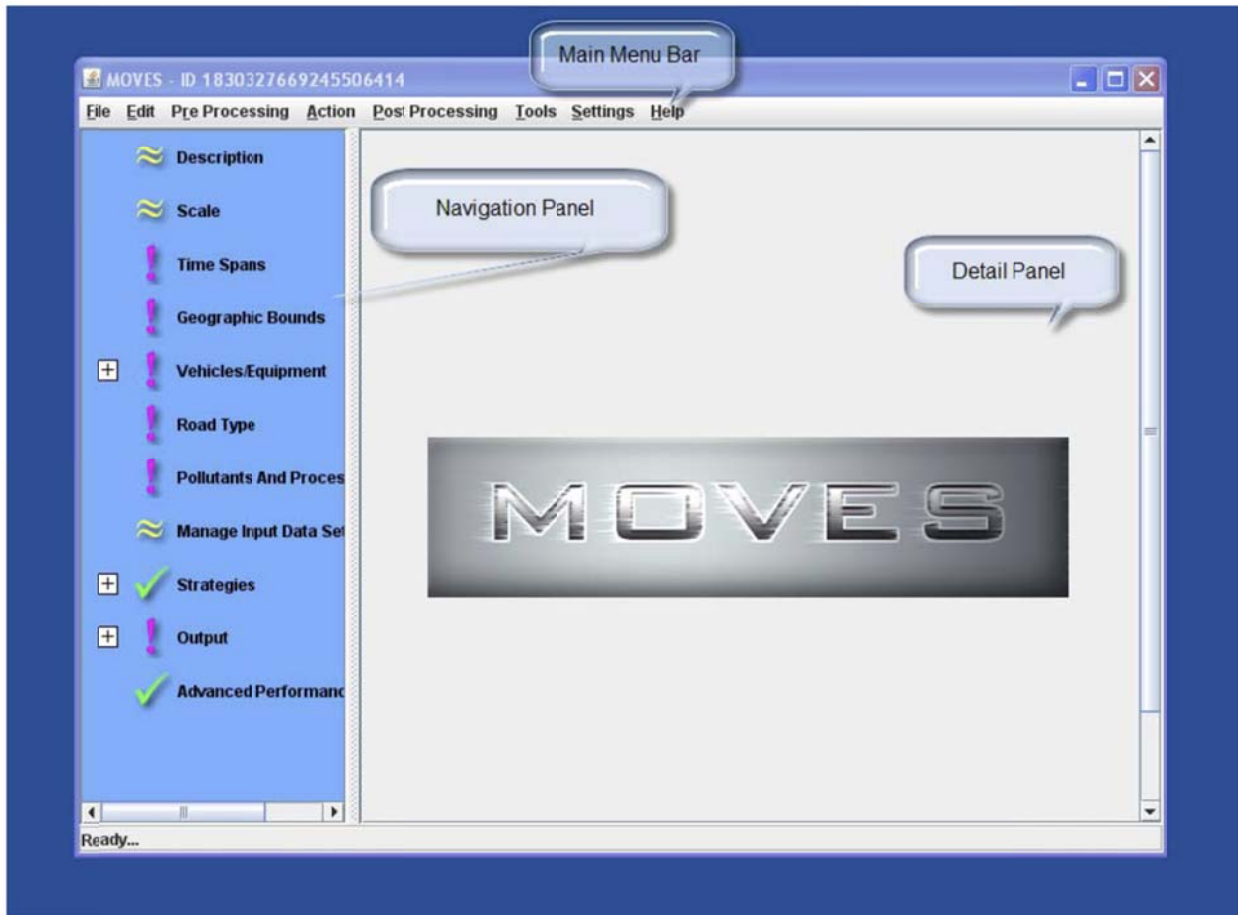 Main Menu Bar
MOVES - ID 1830327669245506414
File Edit Pre Processing Action Post Processing Tools Settings Help
Description
Scale
Navigation Panel
Time Spans
Detail Panel
Geographic Bounds
Vehicles/Equipment
Road Type
Pollutants And Proces
MOVES
Manage Input Data Set
Strategies
Output
Advanced Performanc
Ready...